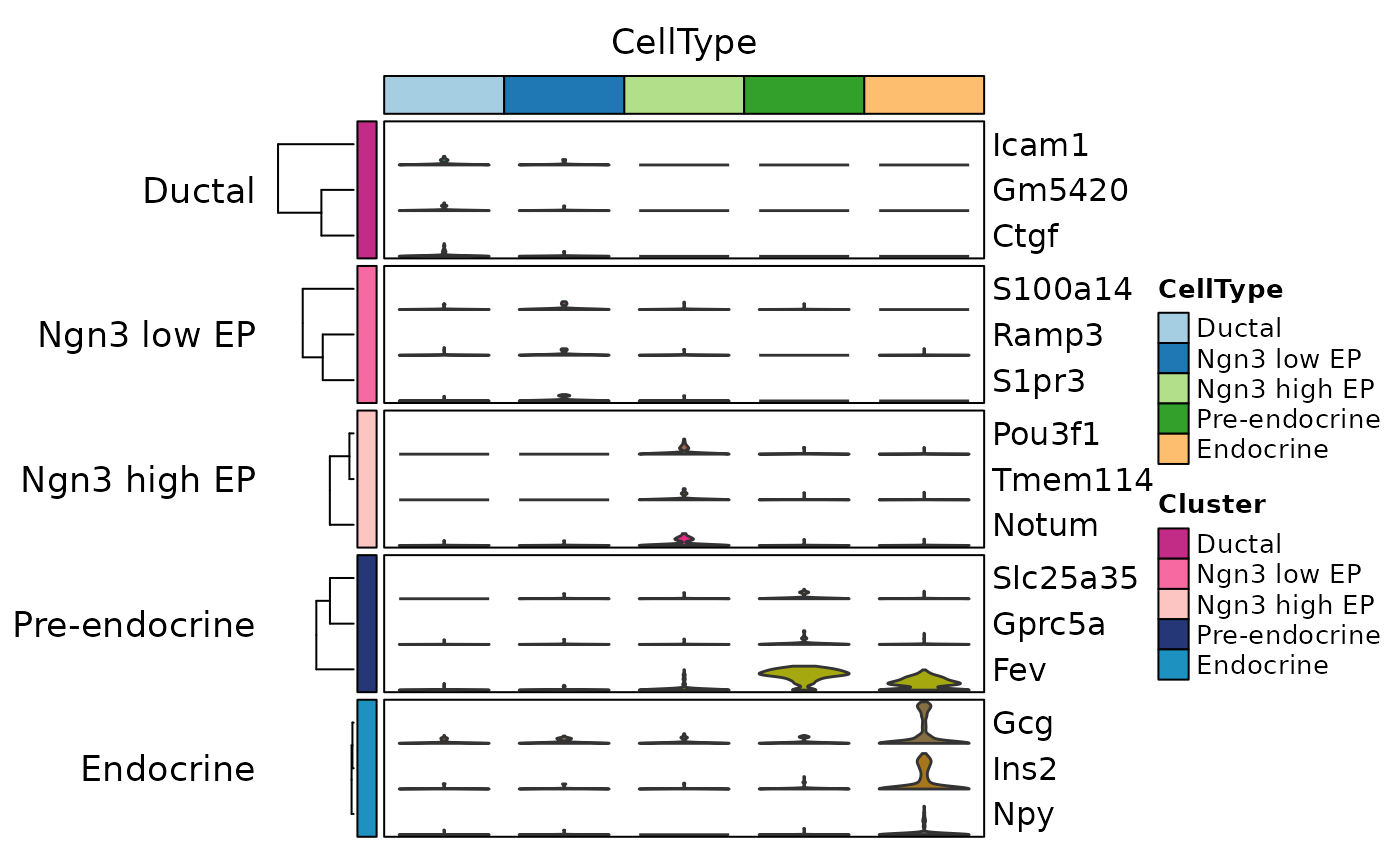 CellType
Ductal
Icam1
Gm5420
Ctgf
Ngn3 low EP
S100a14
Ramp3
S1pr3
Ngn3 high EP
Pou3f1
Tmem114
Notum
Pre-endocrine
Slc25a35
Gprc5a
Fev
Endocrine
Gcg
Ins2
Npy
CellType
Ductal
Ngn3 low EP
Ngn3 high EP
Pre-endocrine
Endocrine
Cluster
Ductal
Ngn3 low EP
Ngn3 high EP
Pre-endocrine
Endocrine